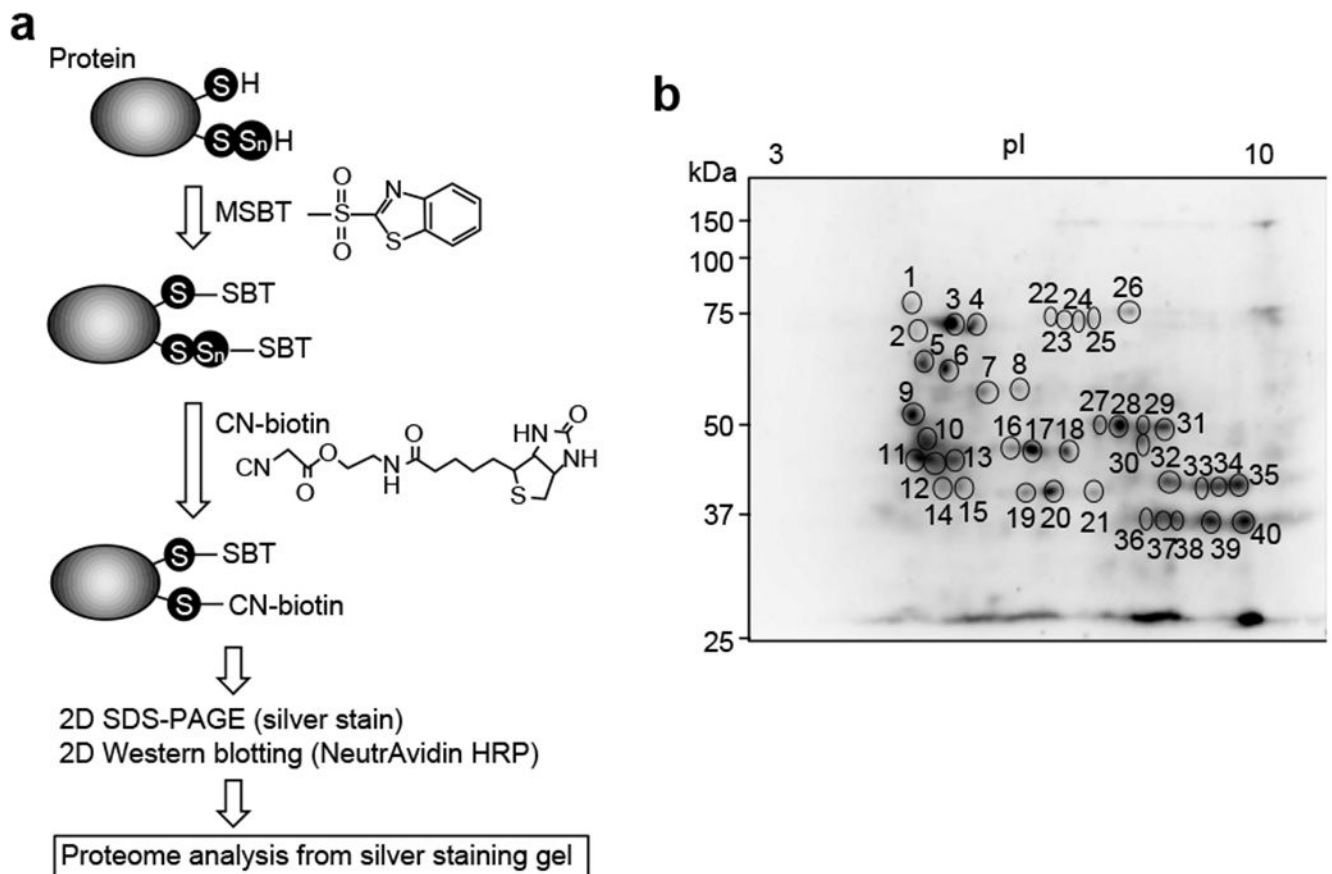 a
Protein
S H
S Sn H
MSBT
O
S
O
N
S
S SBT
S Sn SBT
CN-biotin
CN
O
O
N
H
O
HN
O
NH
S
S SBT
S CN-biotin
2D SDS-PAGE (silver stain)
2D Western blotting (NeutrAvidin HRP)
Proteome analysis from silver staining gel
b
3 pI 10
kDa
150
100
75
50
37
25
1
2
3 4
5
6
7 8
9
10
11
12
13
14 15
16 17 18
19 20 21
22
23
24
25
26
27 28 29
30
31
32 33 34 35
36 37 38 39 40